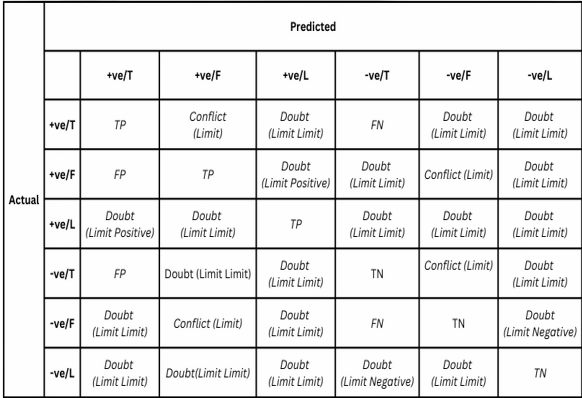 Predicted
+ve/T +ve/F +ve/L -ve/T -ve/F -ve/L
Actual
+ve/T TP Conflict (Limit) Doubt (Limit Limit) FN Doubt (Limit Limit) Doubt (Limit Limit)
+ve/F FP TP Doubt (Limit Positive) Doubt (Limit Limit) Conflict (Limit) Doubt (Limit Limit)
+ve/L Doubt (Limit Positive) Doubt (Limit Limit) TP Doubt (Limit Limit) Doubt (Limit Limit) Doubt (Limit Limit)
-ve/T FP Doubt (Limit Limit) Doubt (Limit Limit) TN Conflict (Limit) Doubt (Limit Limit)
-ve/F Doubt (Limit Limit) Conflict (Limit) Doubt (Limit Limit) FN TN Doubt (Limit Negative)
-ve/L Doubt (Limit Limit) Doubt(Limit Limit) Doubt (Limit Limit) Doubt (Limit Negative) Doubt (Limit Limit) TN